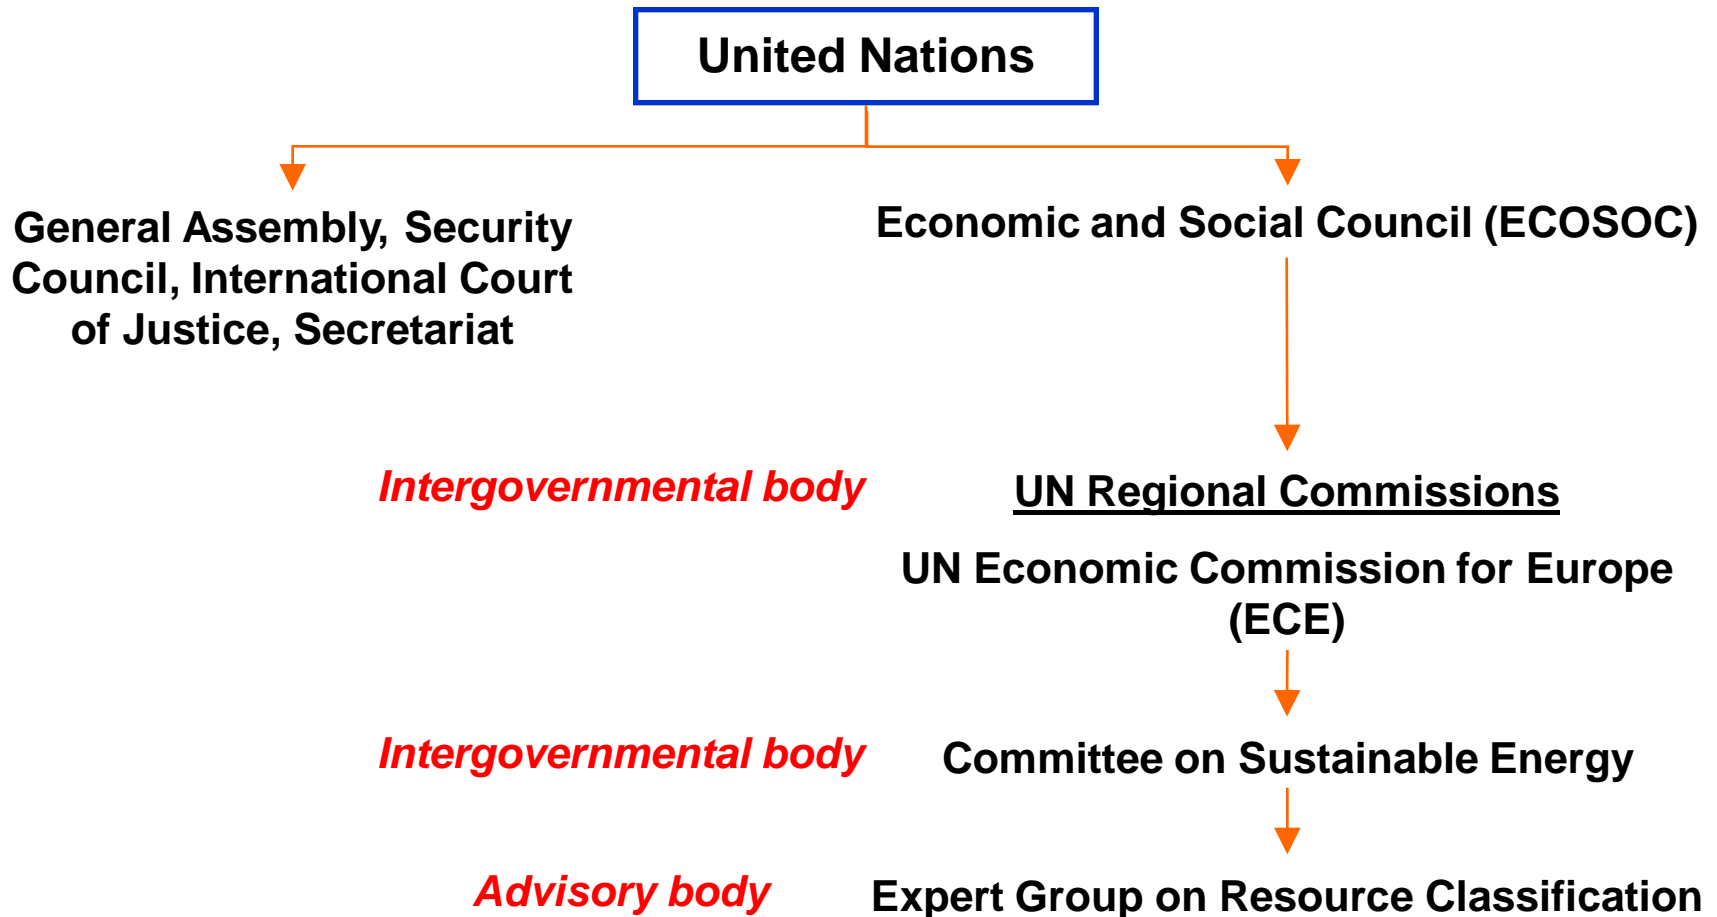 United Nations
General Assembly, Security
Council, International Court
of Justice, Secretariat
Economic and Social Council (ECOSOC)
Intergovernmental body
UN Regional Commissions
UN Economic Commission for Europe
(ECE)
Intergovernmental body
Committee on Sustainable Energy
Advisory body
Expert Group on Resource Classification